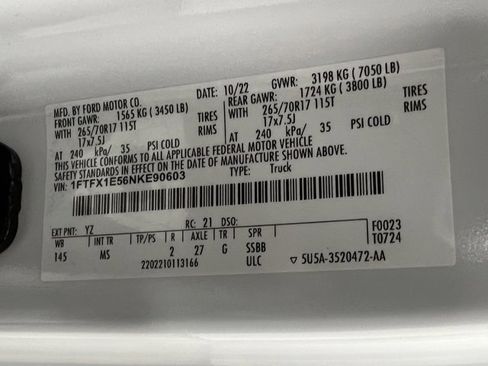 MFD. BY FORD MOTOR CO. DATE: 10/22 GVWR: 3198 KG ( 7050 LB)
FRONT GAWR: 1565 KG ( 3450 LB) REAR GAWR: 1724 KG ( 3800 LB)
WITH 265/70R17 115T TIRES WITH 265/70R17 115T TIRES
17x7.5J RIMS 17x7.5J RIMS
AT 240 kPa/ 35 PSI COLD AT 240 kPa/ 35 PSI COLD
THIS VEHICLE CONFORMS TO ALL APPLICABLE FEDERAL MOTOR VEHICLE
SAFETY STANDARDS IN EFFECT ON THE DATE OF MANUFACTURE SHOWN ABOVE.
VIN: 1FTFX1E56NKE90603 TYPE: Truck
EXT PNT: YZ RC: 21 DSO: F0023
WB INT TR TP/PS R AXLE TR SPR T0724
145 MS 2 27 G SSBB
2202210113166 ULC ▽ 5U5A-3520472-AA